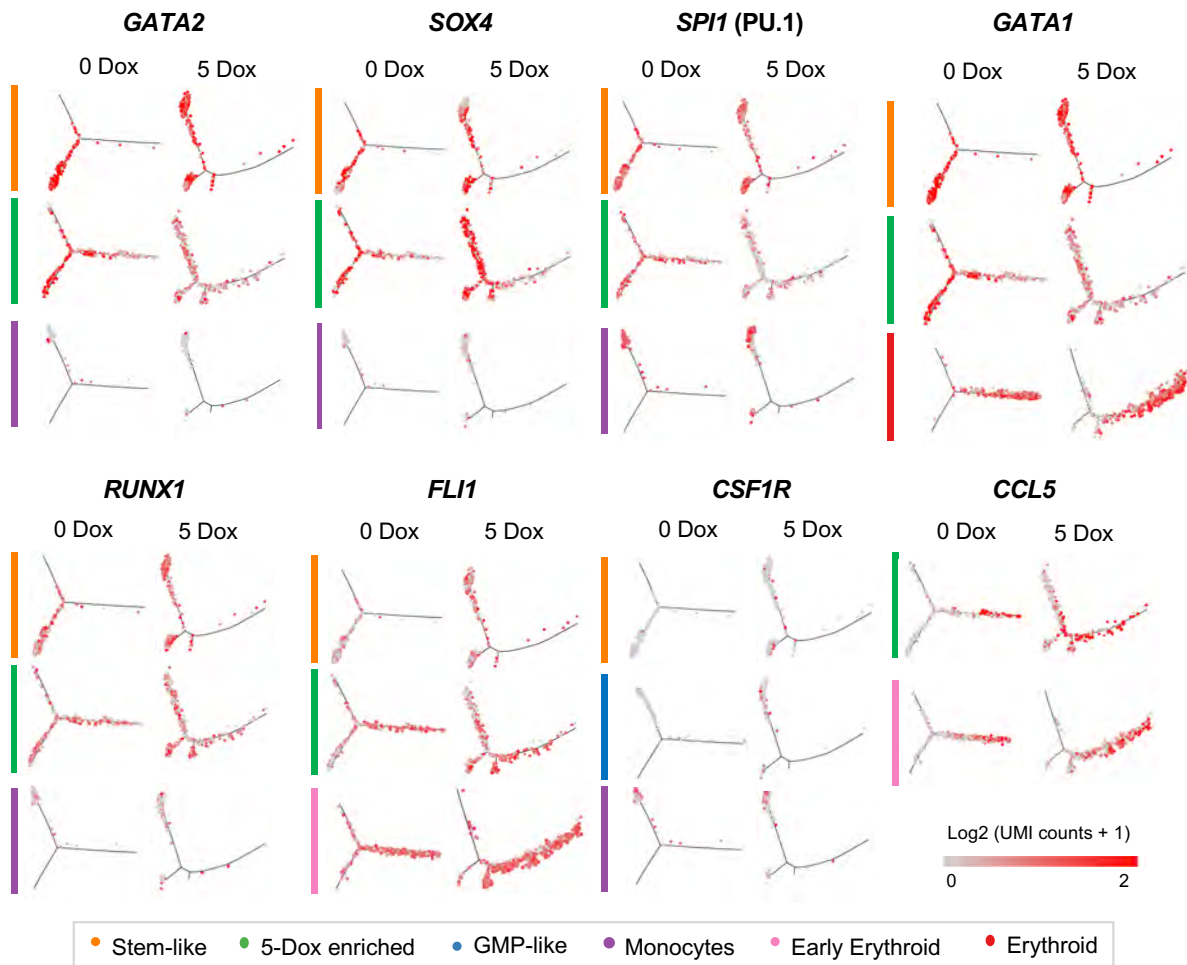 GATA2 SOX4 SPI1 (PU.1) GATA1
0 Dox 5 Dox 0 Dox 5 Dox 0 Dox 5 Dox 0 Dox 5 Dox
RUNX1 FLI1 CSF1R CCL5
0 Dox 5 Dox 0 Dox 5 Dox 0 Dox 5 Dox 0 Dox 5 Dox
Log2 (UMI counts + 1)
0 2
Stem-like 5-Dox enriched GMP-like Monocytes Early Erythroid Erythroid